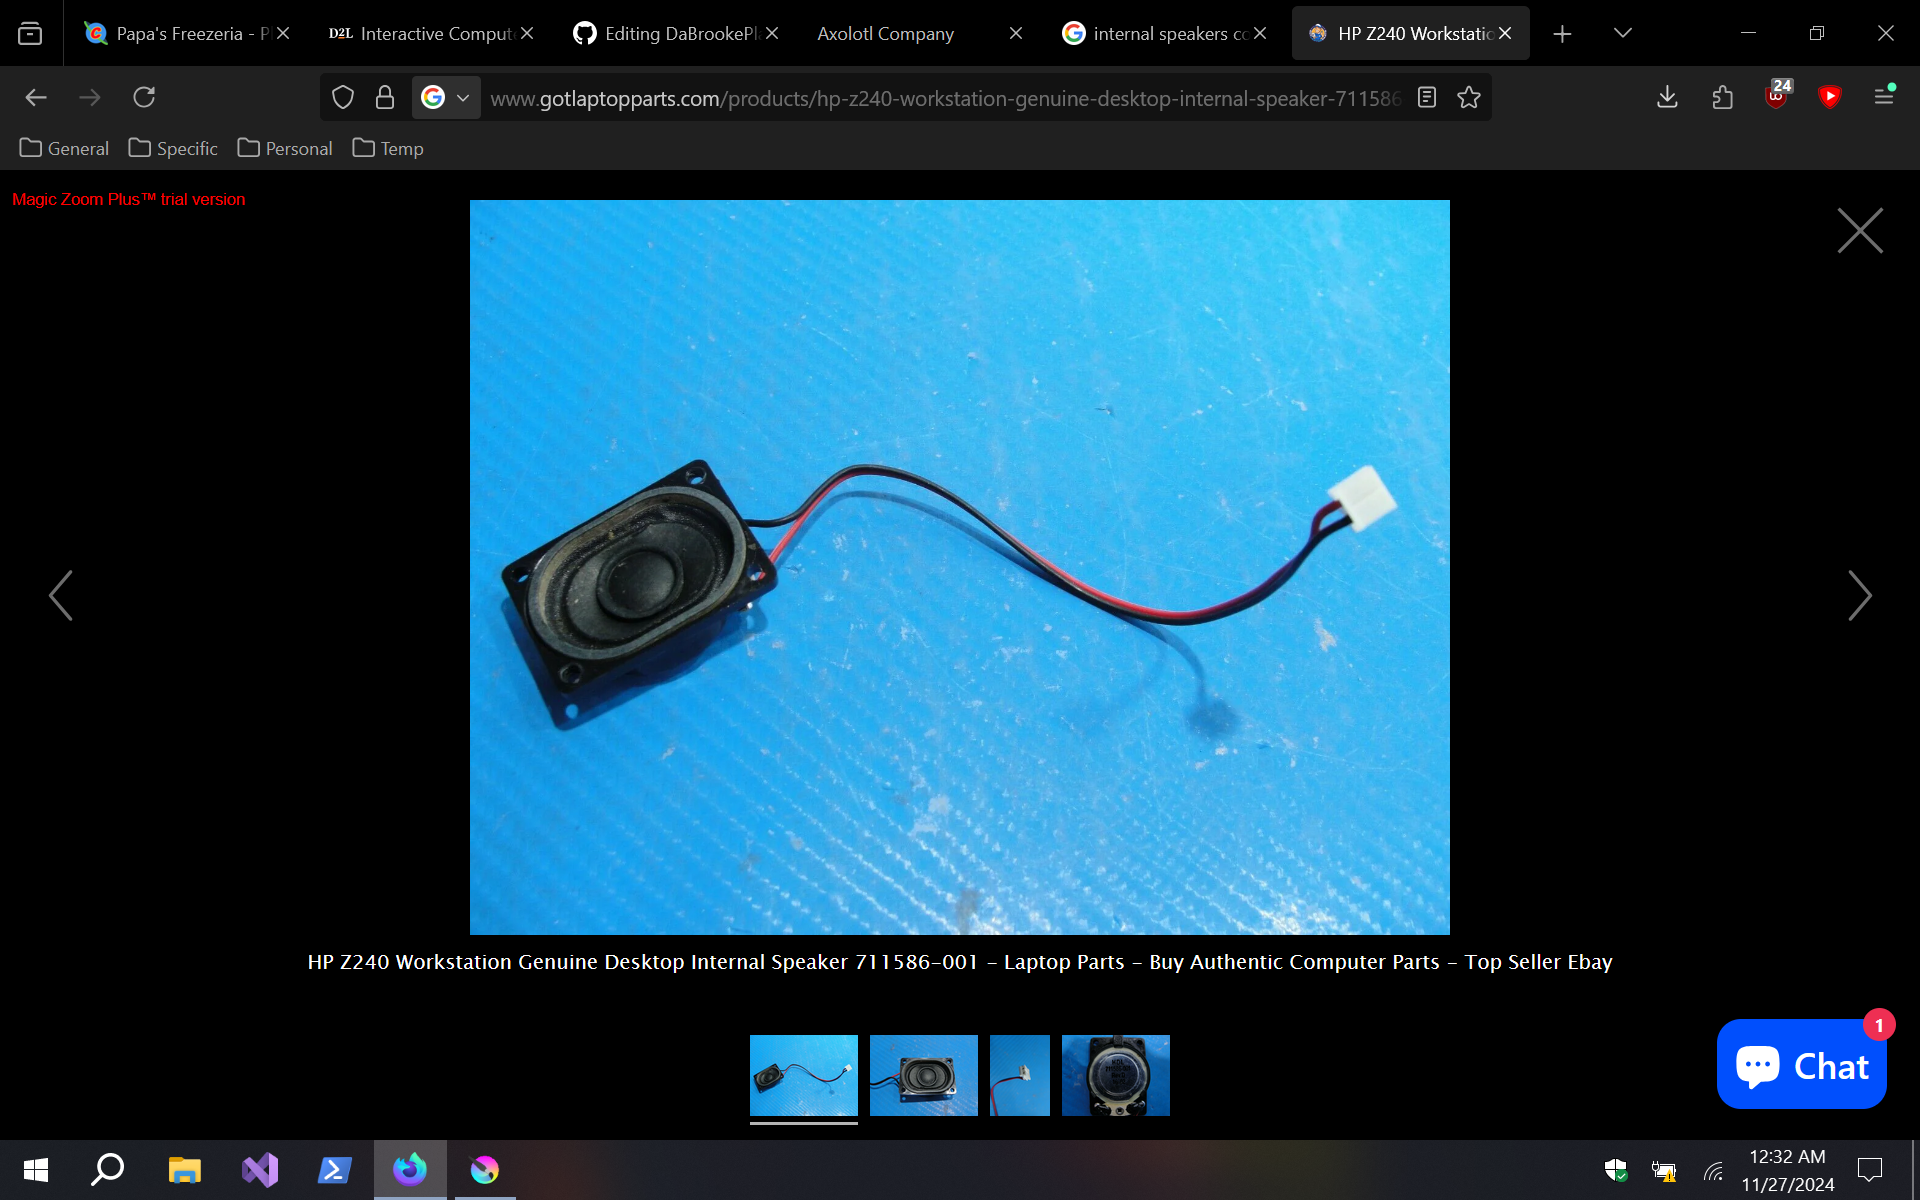 Papa's Freezeria - Pl
D2L Interactive Comput
Editing DaBrookePla
Axolotl Company
internal speakers co
HP Z240 Workstatio
www.gotlaptopparts.com/products/hp-z240-workstation-genuine-desktop-internal-speaker-711586
24
General
Specific
Personal
Temp
Magic Zoom Plus™ trial version
HP Z240 Workstation Genuine Desktop Internal Speaker 711586-001 - Laptop Parts - Buy Authentic Computer Parts - Top Seller Ebay
1
Chat
12:32 AM
11/27/2024